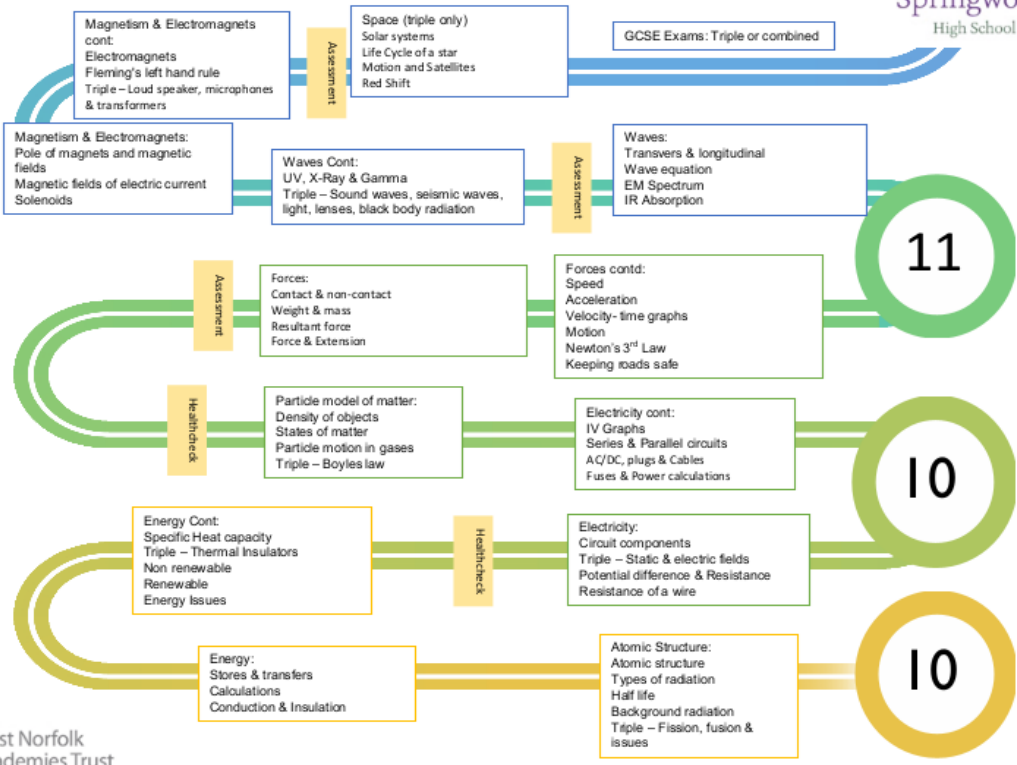 High School
Magnetism & Electromagnets
cont:
Electromagnets
Fleming's left hand rule
Triple – Loud speaker, microphones
& transformers
Assessment
Space (triple only)
Solar systems
Life Cycle of a star
Motion and Satellites
Red Shift
GCSE Exams: Triple or combined
Magnetism & Electromagnets:
Pole of magnets and magnetic
fields
Magnetic fields of electric current
Solenoids
Waves Cont:
UV, X-Ray & Gamma
Triple – Sound waves, seismic waves,
light, lenses, black body radiation
Assessment
Waves:
Transvers & longitudinal
Wave equation
EM Spectrum
IR Absorption
11
Assessment
Forces:
Contact & non-contact
Weight & mass
Resultant force
Force & Extension
Forces contd:
Speed
Acceleration
Velocity- time graphs
Motion
Newton's 3rd Law
Keeping roads safe
Healthcheck
Particle model of matter:
Density of objects
States of matter
Particle motion in gases
Triple – Boyles law
Electricity cont:
IV Graphs
Series & Parallel circuits
AC/DC, plugs & Cables
Fuses & Power calculations
10
Energy Cont:
Specific Heat capacity
Triple – Thermal Insulators
Non renewable
Renewable
Energy Issues
Healthcheck
Electricity:
Circuit components
Triple – Static & electric fields
Potential difference & Resistance
Resistance of a wire
Energy:
Stores & transfers
Calculations
Conduction & Insulation
Atomic Structure:
Atomic structure
Types of radiation
Half life
Background radiation
Triple – Fission, fusion &
issues
10
Norfolk
Trust